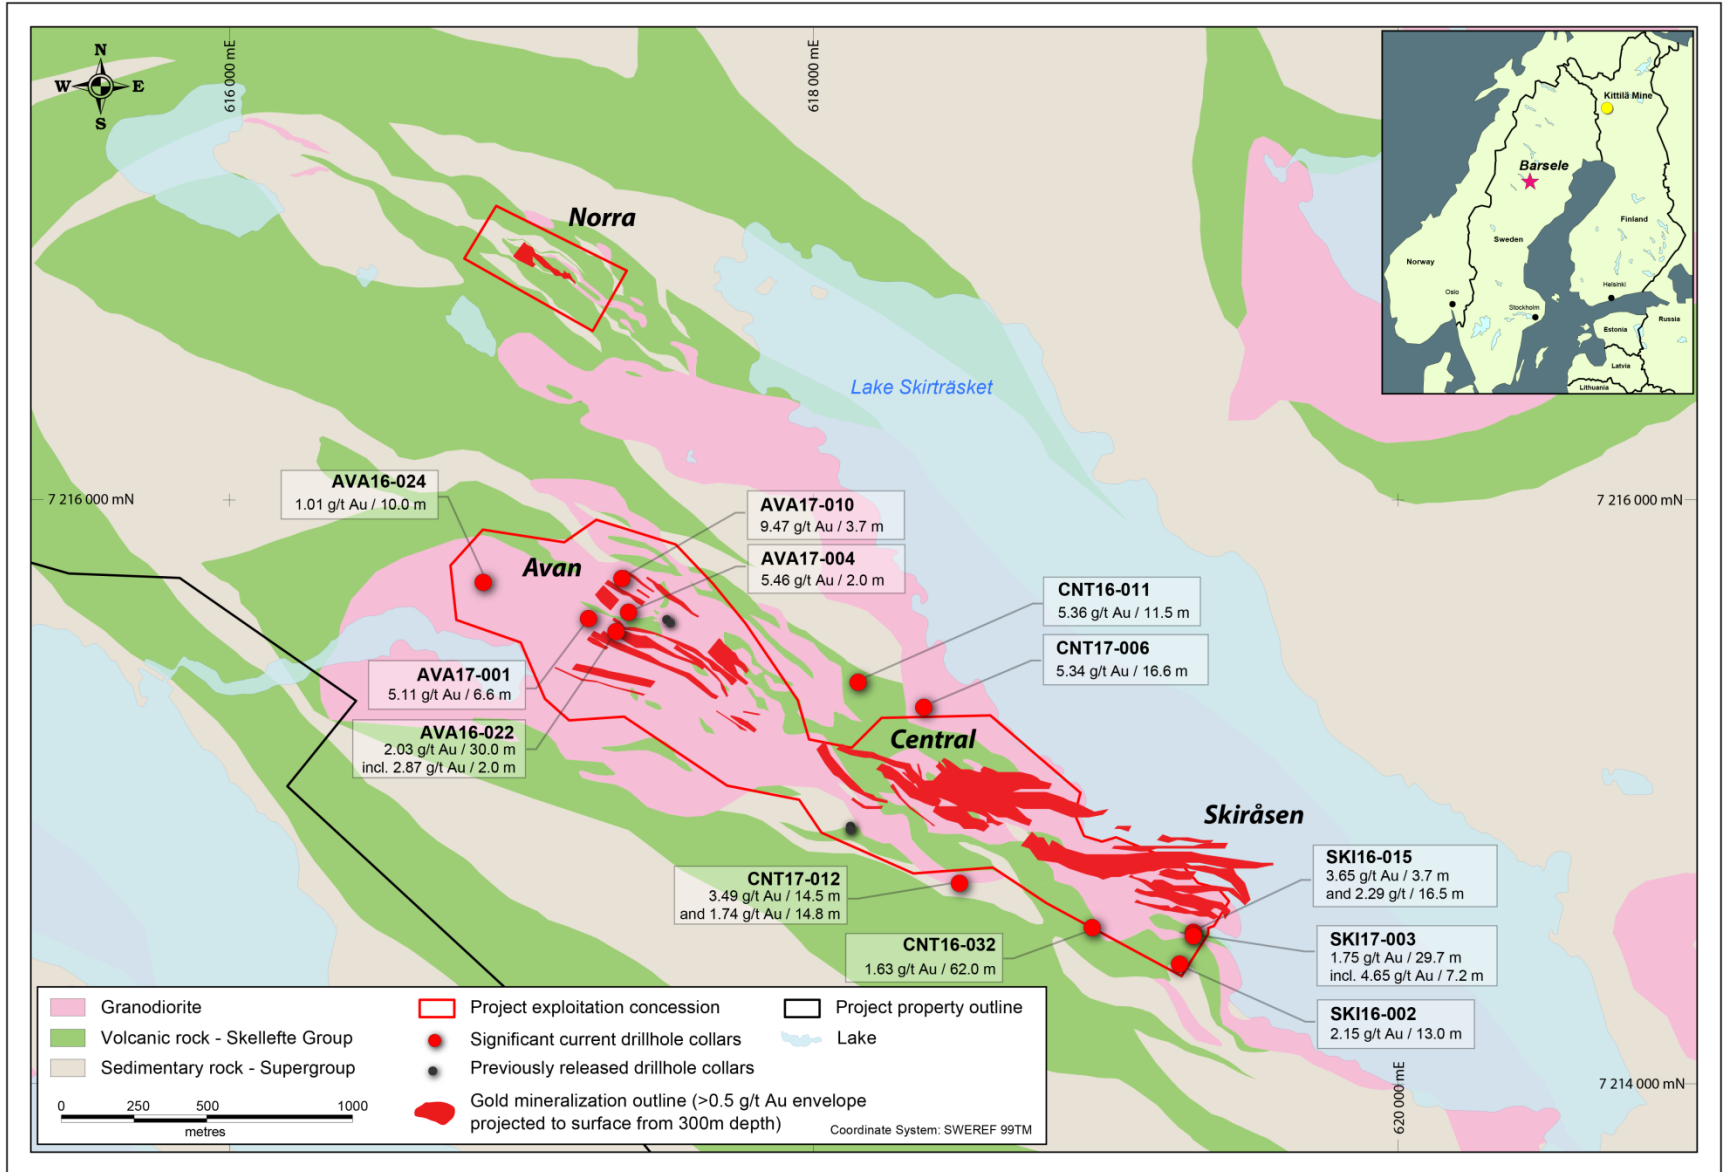 N
W E
S
616 000 mE
618 000 mE
Kittilä Mine
Barsele
Finland
Sweden
Norway
Oslo
Stockholm
Helsinki
Estonia
Russia
Latvia
Lithuania
Norra
Lake Skirträsket
7 216 000 mN
7 216 000 mN
AVA16-024
1.01 g/t Au / 10.0 m
AVA17-010
9.47 g/t Au / 3.7 m
AVA17-004
5.46 g/t Au / 2.0 m
Avan
CNT16-011
5.36 g/t Au / 11.5 m
CNT17-006
5.34 g/t Au / 16.6 m
AVA17-001
5.11 g/t Au / 6.6 m
AVA16-022
2.03 g/t Au / 30.0 m
incl. 2.87 g/t Au / 2.0 m
Central
Skiråsen
CNT17-012
3.49 g/t Au / 14.5 m
and 1.74 g/t Au / 14.8 m
CNT16-032
1.63 g/t Au / 62.0 m
SKI16-015
3.65 g/t Au / 3.7 m
and 2.29 g/t / 16.5 m
SKI17-003
1.75 g/t Au / 29.7 m
incl. 4.65 g/t Au / 7.2 m
SKI16-002
2.15 g/t Au / 13.0 m
7 214 000 mN
620 000 mE
Granodiorite
Volcanic rock - Skellefte Group
Sedimentary rock - Supergroup
0 250 500 1000
metres
Project exploitation concession
Significant current drillhole collars
Previously released drillhole collars
Gold mineralization outline (>0.5 g/t Au envelope
projected to surface from 300m depth)
Project property outline
Lake
Coordinate System: SWEREF 99TM